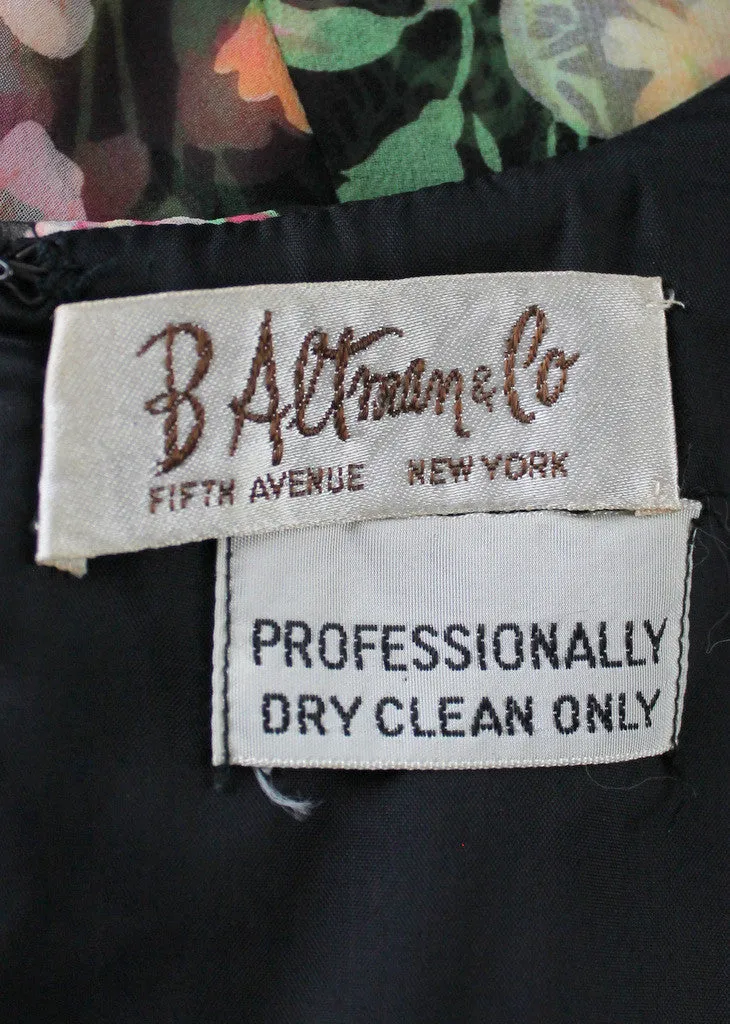 B Altman & Co
FIFTH AVENUE NEW YORK
PROFESSIONALLY
DRY CLEAN ONLY